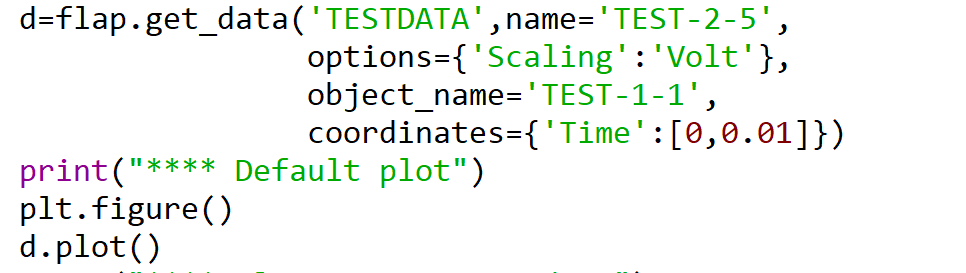 d=flap.get_data('TESTDATA',name='TEST-2-5',
options={'Scaling':'Volt'},
object_name='TEST-1-1',
coordinates={'Time':[0,0.01]})
print("**** Default plot")
plt.figure()
d.plot()